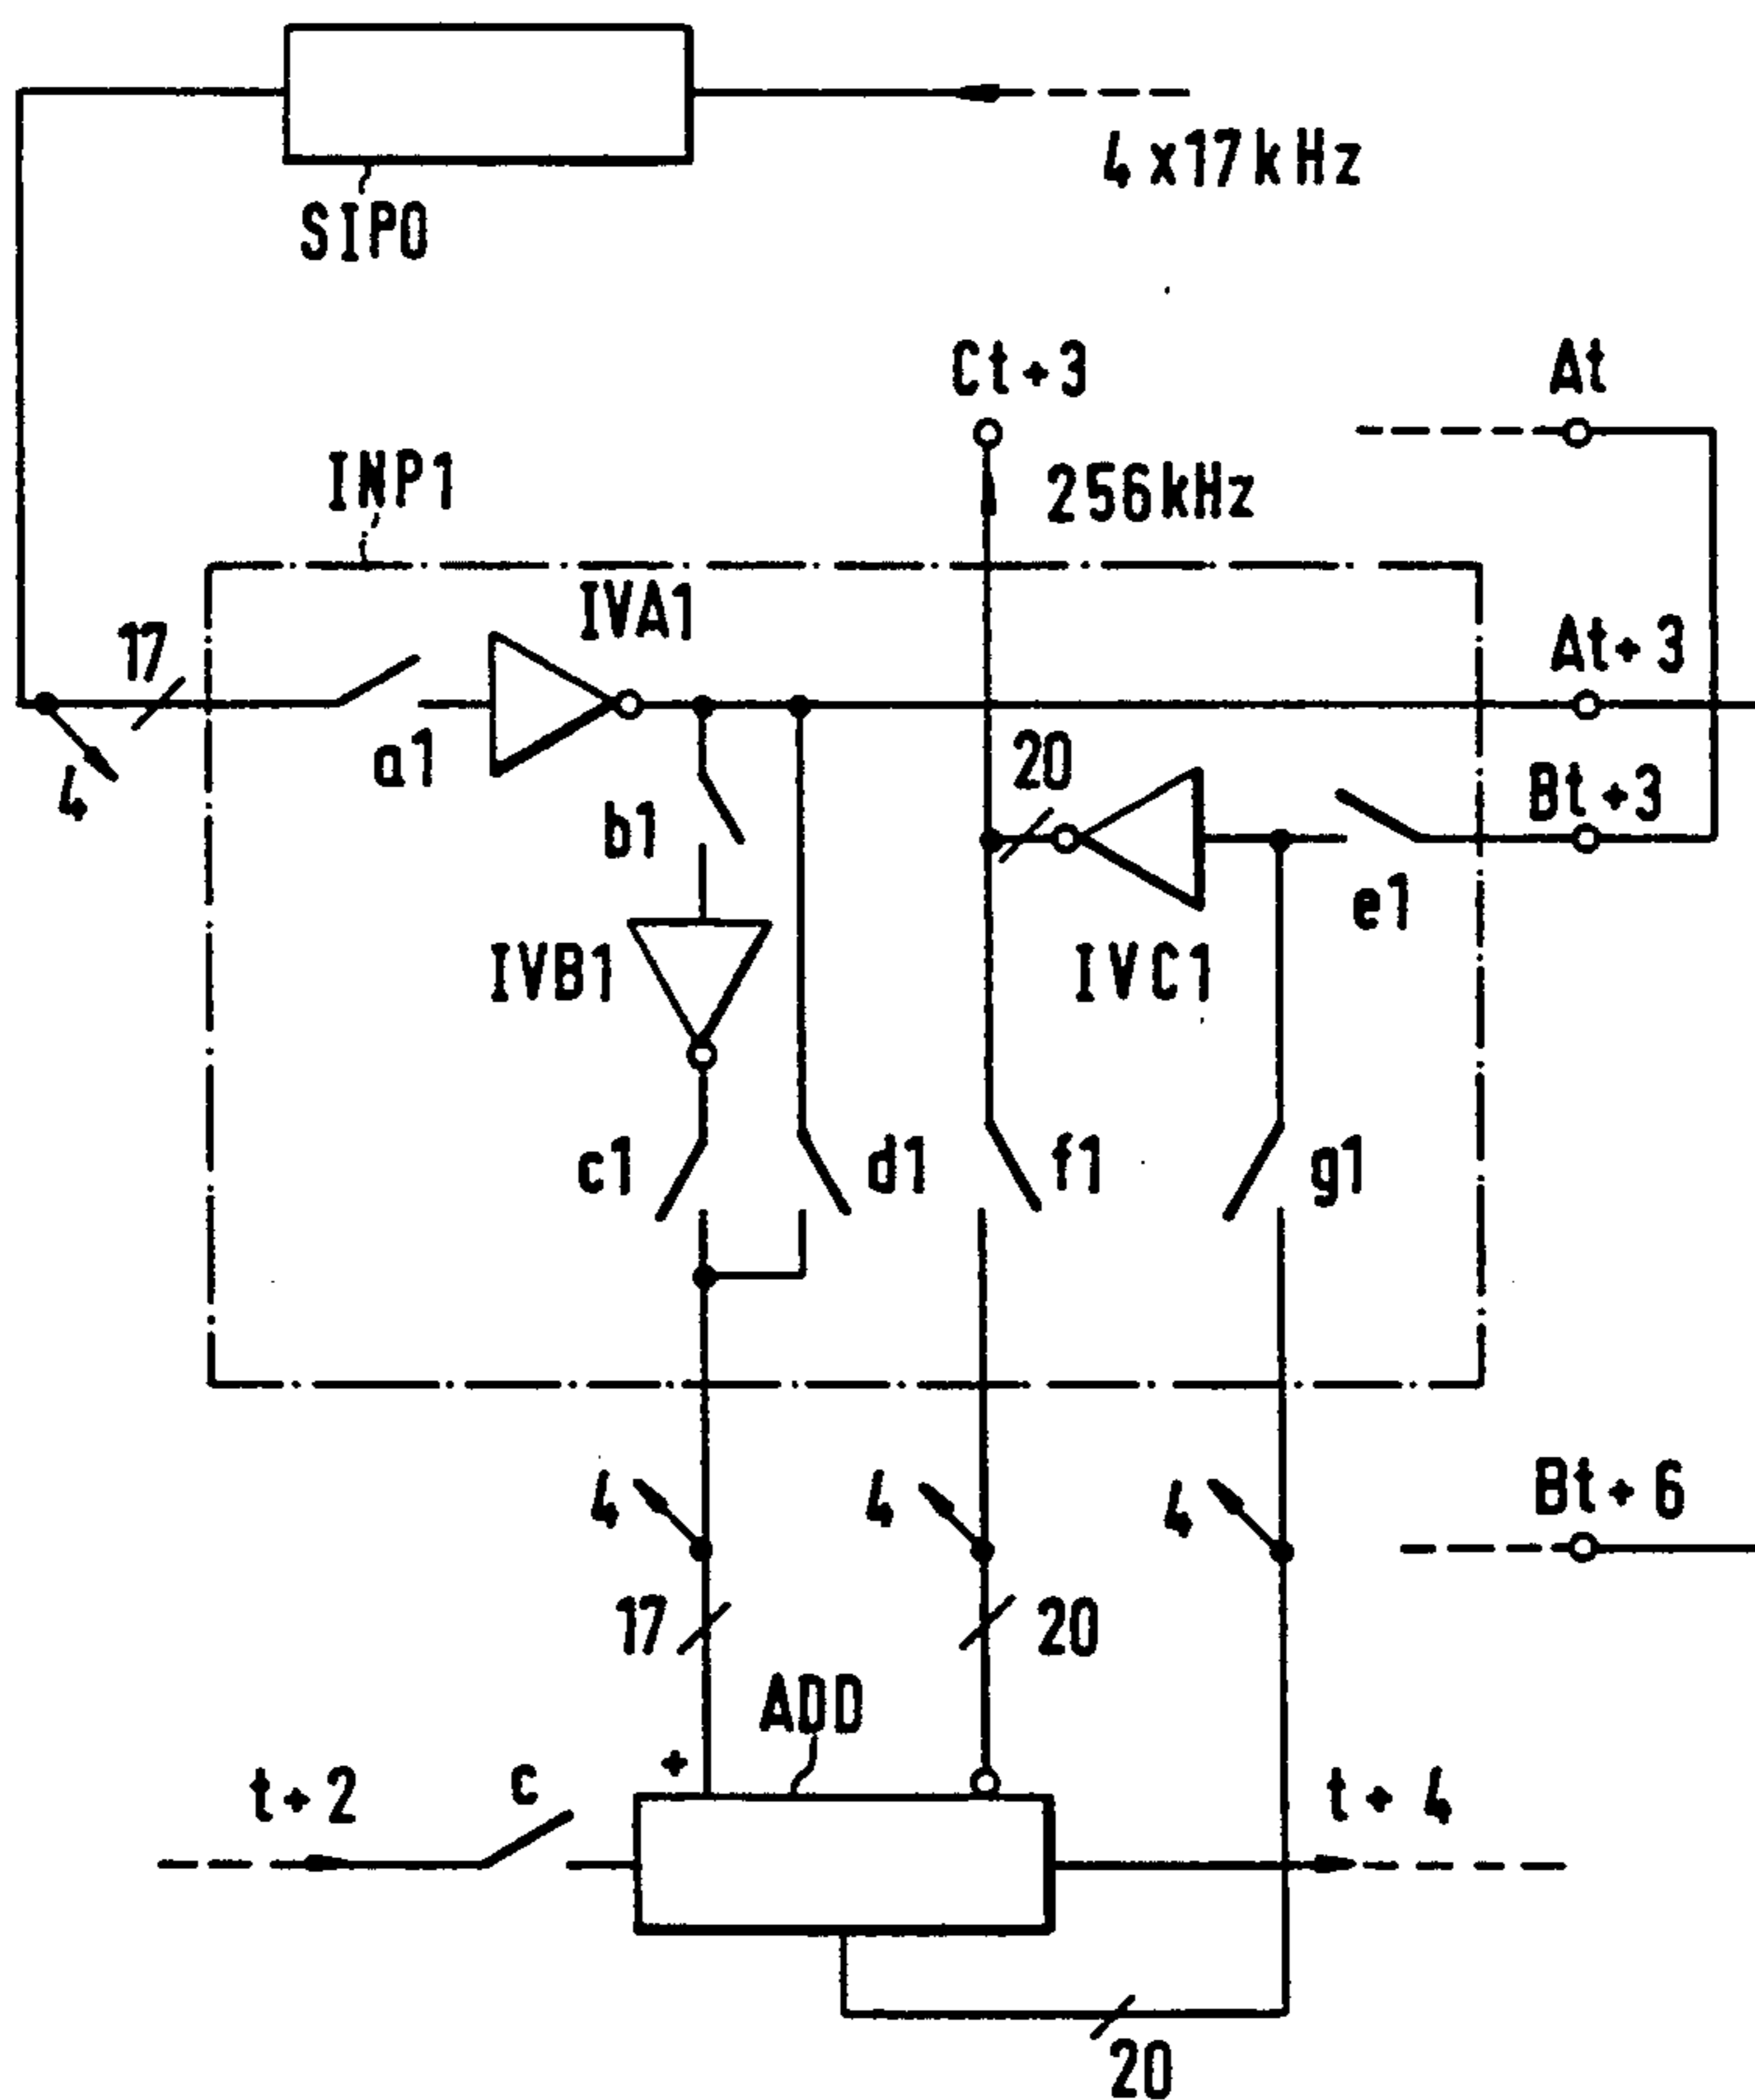 4x17kHz
SIPO
Ct+3
At
INP1
256kHz
IVA1
17
At+3
20
a1
4
Bt+3
b1
e1
IVB1
IVC1
c1
d1
f1
g1
4
4
4
Bt+6
17
20
ADD
+
t+2
c
t+4
20